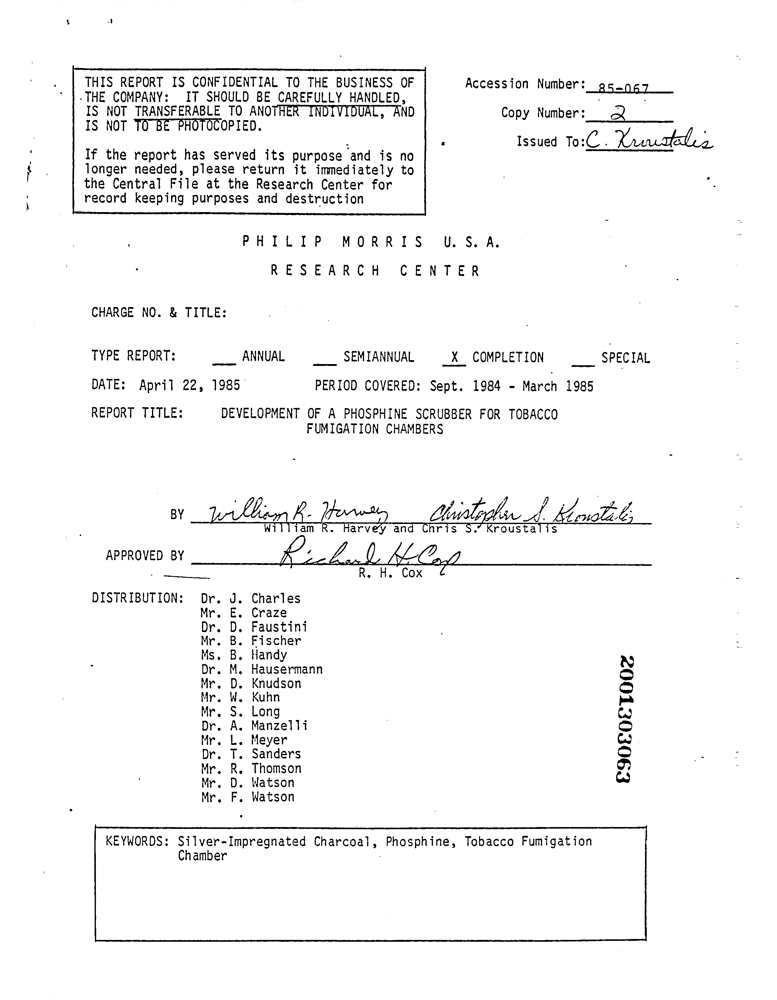 THIS REPORT IS CONFIDENTIAL TO THE BUSINESS OF
THE COMPANY: IT SHOULD BE CAREFULLY HANDLED,
IS NOT TRANSFERABLE TO ANOTHER INDIVIDUAL, AND
IS NOT TO BE PHOTOCOPIED.
If the report has served its purpose and is no
longer needed, please return it immediately to
the Central File at the Research Center for
record keeping purposes and destruction
Accession Number: 85-067
Copy Number: 2
Issued To: C. Kroustalis
PHILIP MORRIS U.S.A.
RESEARCH CENTER
CHARGE NO. & TITLE:
TYPE REPORT: ___ ANNUAL ___ SEMIANNUAL _X_ COMPLETION ___ SPECIAL
DATE: April 22, 1985 PERIOD COVERED: Sept. 1984 - March 1985
REPORT TITLE: DEVELOPMENT OF A PHOSPHINE SCRUBBER FOR TOBACCO
FUMIGATION CHAMBERS
BY William R. Harvey Christopher S. Kroustalis
William R. Harvey and Chris S. Kroustalis
APPROVED BY Richard H. Cox
R. H. Cox
DISTRIBUTION: Dr. J. Charles
Mr. E. Craze
Dr. D. Faustini
Mr. B. Fischer
Ms. B. Handy
Dr. M. Hausermann
Mr. D. Knudson
Mr. W. Kuhn
Mr. S. Long
Dr. A. Manzelli
Mr. L. Meyer
Dr. T. Sanders
Mr. R. Thomson
Mr. D. Watson
Mr. F. Watson
2001303063
KEYWORDS: Silver-Impregnated Charcoal, Phosphine, Tobacco Fumigation
Chamber